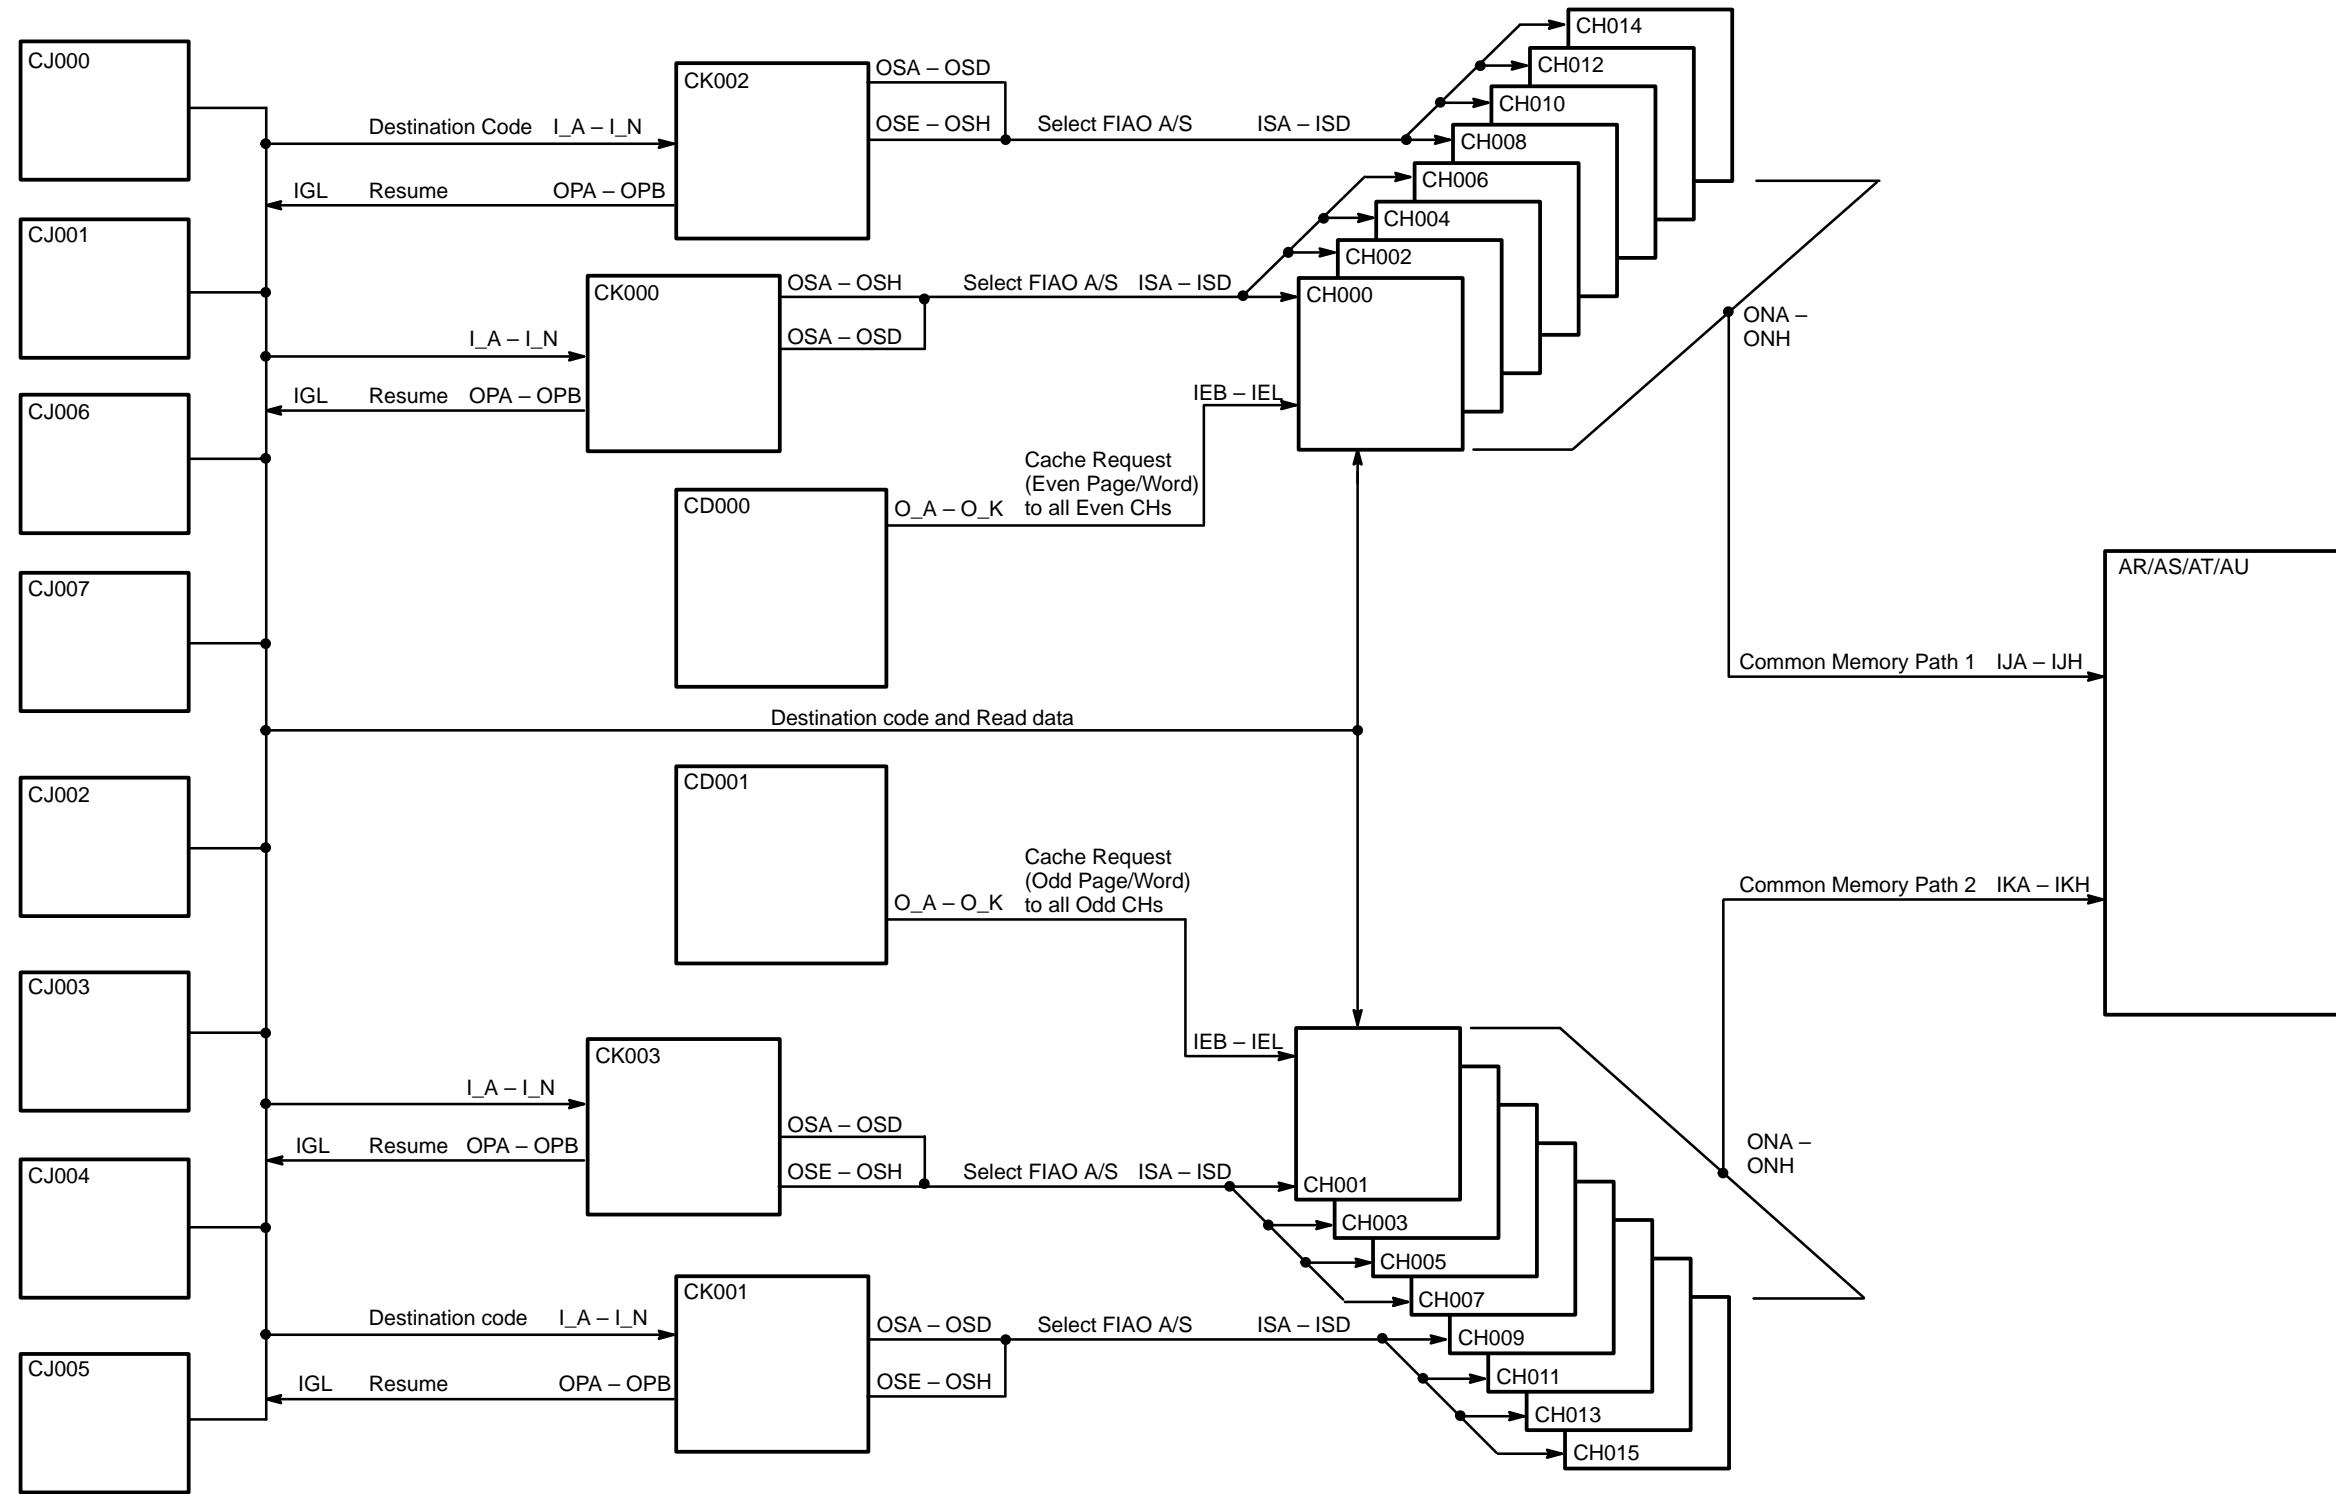 CJ000
CJ001
CJ006
CJ007
CJ002
CJ003
CJ004
CJ005
Destination Code I_A – I_N
IGL Resume OPA – OPB
CK002
OSA – OSD
OSE – OSH
Select FIAO A/S ISA – ISD
CH014
CH012
CH010
CH008
CH006
CH004
CH002
CH000
I_A – I_N
IGL Resume OPA – OPB
CK000
OSA – OSH
OSA – OSD
Select FIAO A/S ISA – ISD
IEB – IEL
Cache Request
(Even Page/Word)
to all Even CHs
CD000
O_A – O_K
ONA –
ONH
Common Memory Path 1 IJA – IJH
AR/AS/AT/AU
Destination code and Read data
CD001
O_A – O_K
Cache Request
(Odd Page/Word)
to all Odd CHs
Common Memory Path 2 IKA – IKH
IEB – IEL
ONA –
ONH
I_A – I_N
IGL Resume OPA – OPB
CK003
OSA – OSD
OSE – OSH
Select FIAO A/S ISA – ISD
CH001
CH003
CH005
CH007
CH009
CH011
CH013
CH015
Destination code I_A – I_N
IGL Resume OPA – OPB
CK001
OSA – OSD
OSE – OSH
Select FIAO A/S ISA – ISD